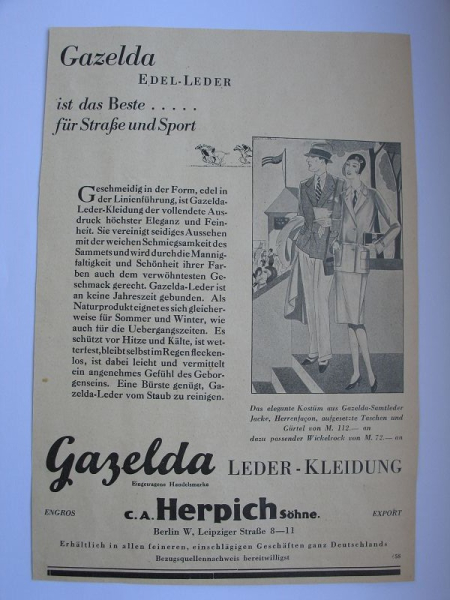 Gazelda
EDEL-LEDER
ist das Beste . . . . .
für Straße und Sport
Geschmeidig in der Form, edel in
der Linienführung, ist Gazelda-
Leder-Kleidung der vollendete Aus-
druck höchster Eleganz und Fein-
heit. Sie vereinigt seidiges Aussehen
mit der weichen Schmiegsamkeit des
Sammets und wird durch die Mannig-
faltigkeit und Schönheit ihrer Far-
ben auch dem verwöhntesten Ge-
schmack gerecht. Gazelda-Leder ist
an keine Jahreszeit gebunden. Als
Naturprodukt eignet es sich gleicher-
weise für Sommer und Winter, wie
auch für die Uebergangszeiten. Es
schützt vor Hitze und Kälte, ist wet-
terfest, bleibt selbst im Regen flecken-
los, ist dabei leicht und vermittelt
ein angenehmes Gefühl des Gebor-
genseins. Eine Bürste genügt, Ga-
zelda-Leder vom Staub zu reinigen.
Das elegante Kostüm aus Gazelda-Samtleder
Jacke, Herrenfaçon, aufgesetzte Taschen und
Gürtel von M. 112.— an
dazu passender Wickelrock von M. 72.— an
Gazelda LEDER-KLEIDUNG
Eingetragene Handelsmarke
ENGROS C.A. Herpich Söhne. EXPORT
Berlin W, Leipziger Straße 8—11
Erhältlich in allen feineren, einschlägigen Geschäften ganz Deutschlands
Bezugsquellennachweis bereitwilligst